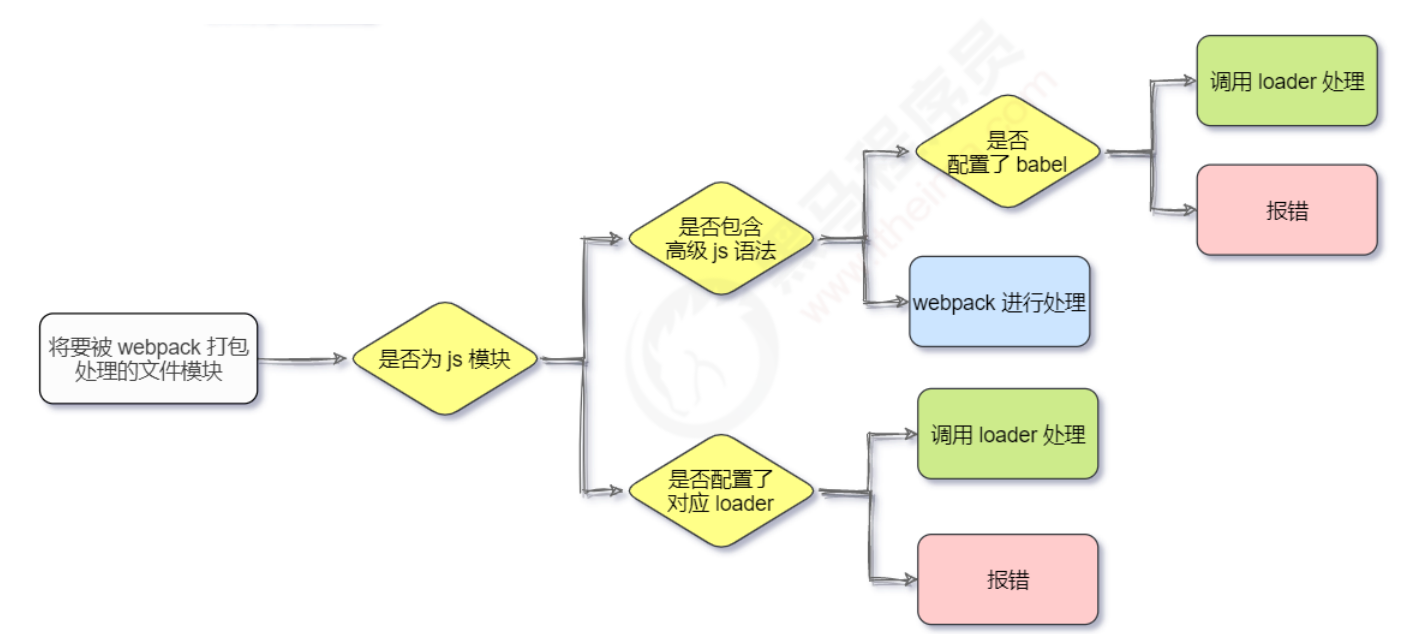 将要被 webpack 打包
处理的文件模块
是否为 js 模块
是否包含
高级 js 语法
是否
配置了 babel
调用 loader 处理
报错
webpack 进行处理
是否配置了
对应 loader
调用 loader 处理
报错
黑马程序员
www.itheima.com